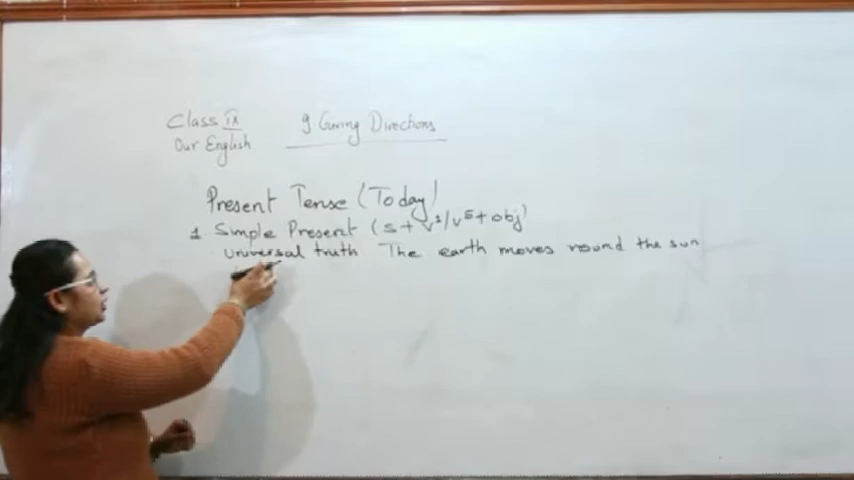 Class IX
9 Giving Directions
Our English
Present Tense (Today)
1. Simple Present (S + V¹/V⁵ + obj)
universal truth The earth moves round the sun